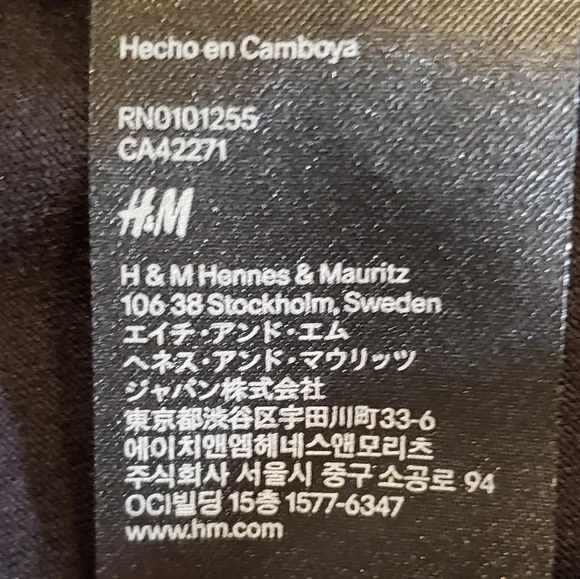 Hecho en Camboya
RN0101255
CA42271
H&M
H & M Hennes & Mauritz
106 38 Stockholm, Sweden
エイチ・アンド・エム
ヘネス・アンド・マウリッツ
ジャパン株式会社
東京都渋谷区宇田川町33-6
에이치앤엠헤네스앤모리츠
주식회사 서울시 중구 소공로 94
OCI빌딩 15층 1577-6347
www.hm.com